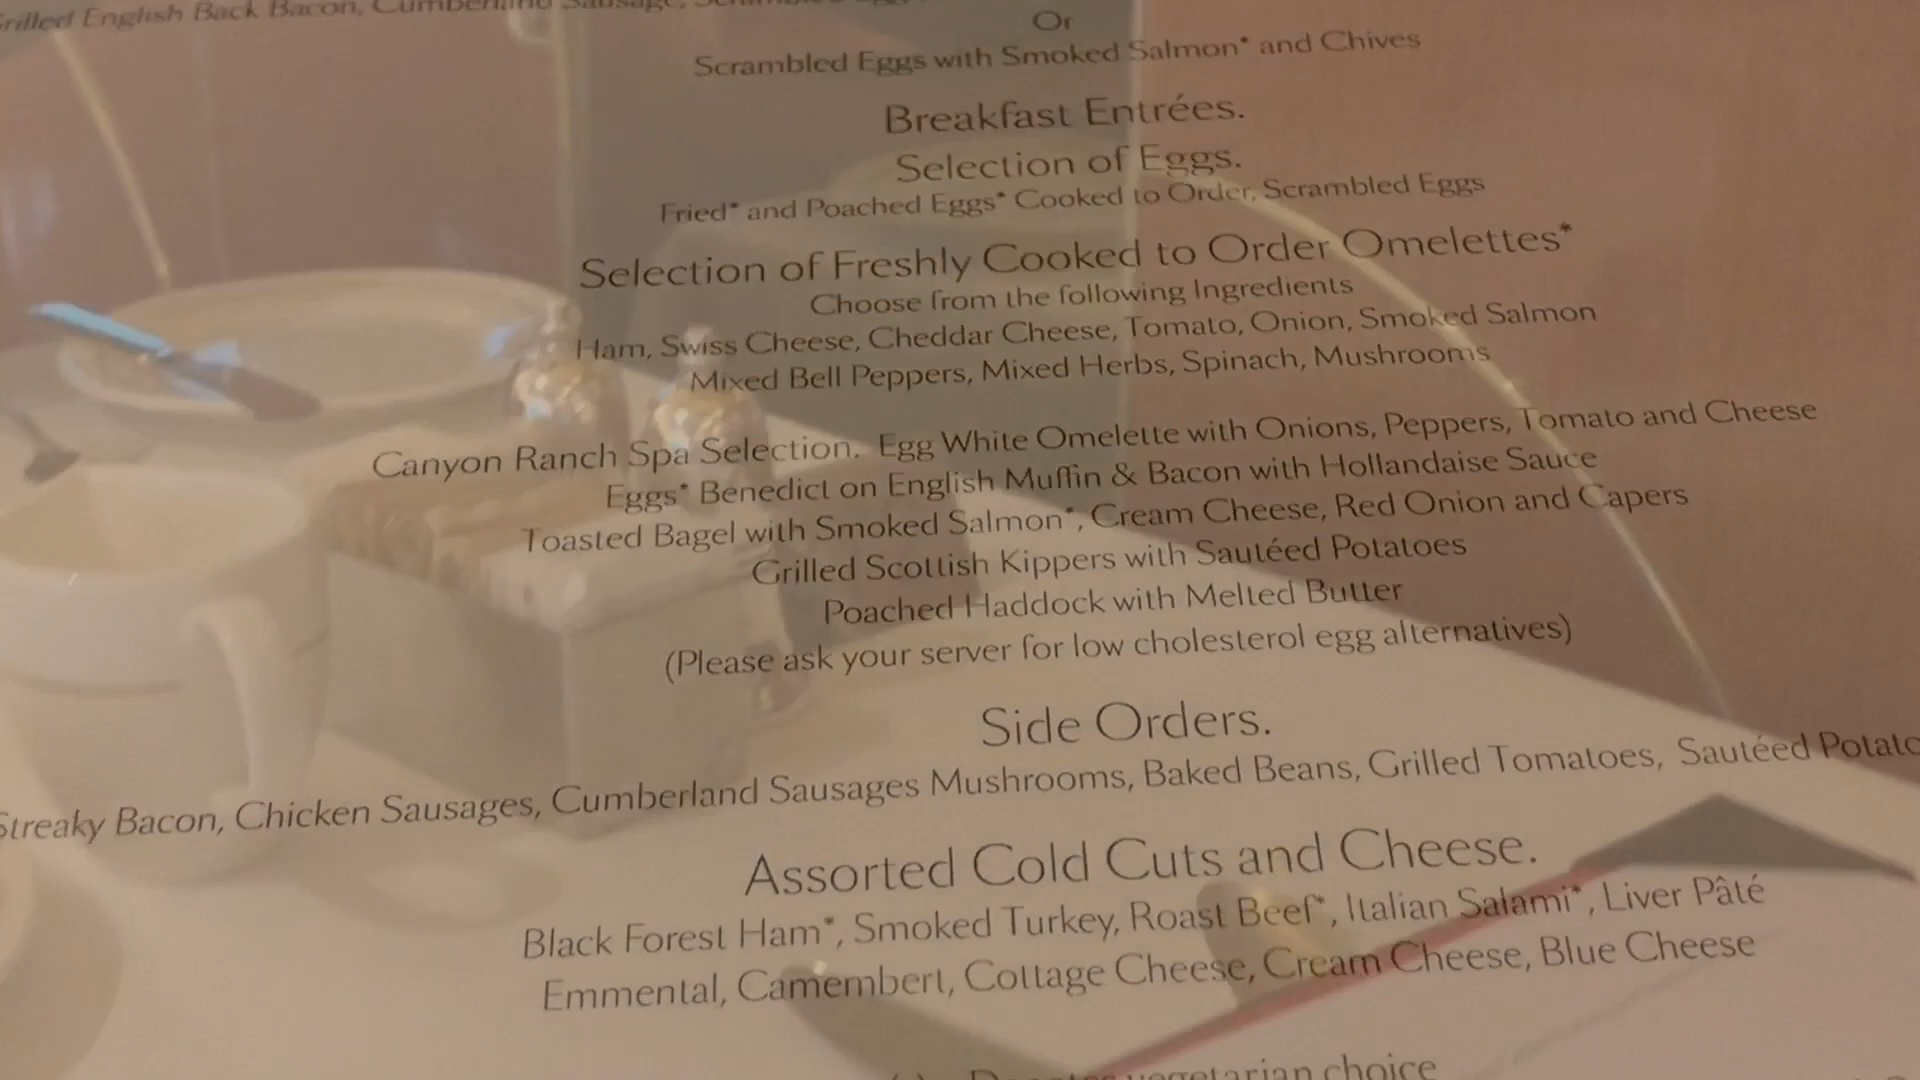 Grilled English Back Bacon, Cumberland Sausage,
Or
Scrambled Eggs with Smoked Salmon* and Chives
Breakfast Entrées.
Selection of Eggs.
Fried* and Poached Eggs* Cooked to Order, Scrambled Eggs
Selection of Freshly Cooked to Order Omelettes*
Choose from the following Ingredients
Ham, Swiss Cheese, Cheddar Cheese, Tomato, Onion, Smoked Salmon
Mixed Bell Peppers, Mixed Herbs, Spinach, Mushrooms
Canyon Ranch Spa Selection. Egg White Omelette with Onions, Peppers, Tomato and Cheese
Eggs* Benedict on English Muffin & Bacon with Hollandaise Sauce
Toasted Bagel with Smoked Salmon*, Cream Cheese, Red Onion and Capers
Grilled Scottish Kippers with Sautéed Potatoes
Poached Haddock with Melted Butter
(Please ask your server for low cholesterol egg alternatives)
Side Orders.
Streaky Bacon, Chicken Sausages, Cumberland Sausages Mushrooms, Baked Beans, Grilled Tomatoes, Sautéed Potato
Assorted Cold Cuts and Cheese.
Black Forest Ham*, Smoked Turkey, Roast Beef*, Italian Salami*, Liver Pâté
Emmental, Camembert, Cottage Cheese, Cream Cheese, Blue Cheese
vegetarian choice